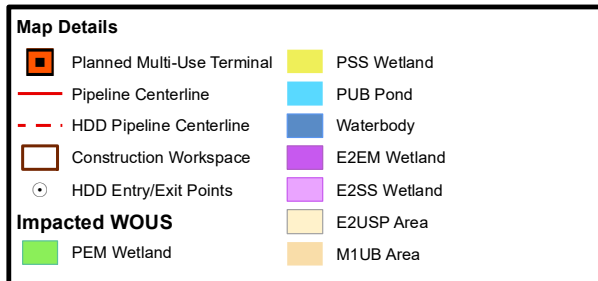 Map Details
Planned Multi-Use Terminal
Pipeline Centerline
HDD Pipeline Centerline
Construction Workspace
HDD Entry/Exit Points
Impacted WOUS
PEM Wetland
PSS Wetland
PUB Pond
Waterbody
E2EM Wetland
E2SS Wetland
E2USP Area
M1UB Area